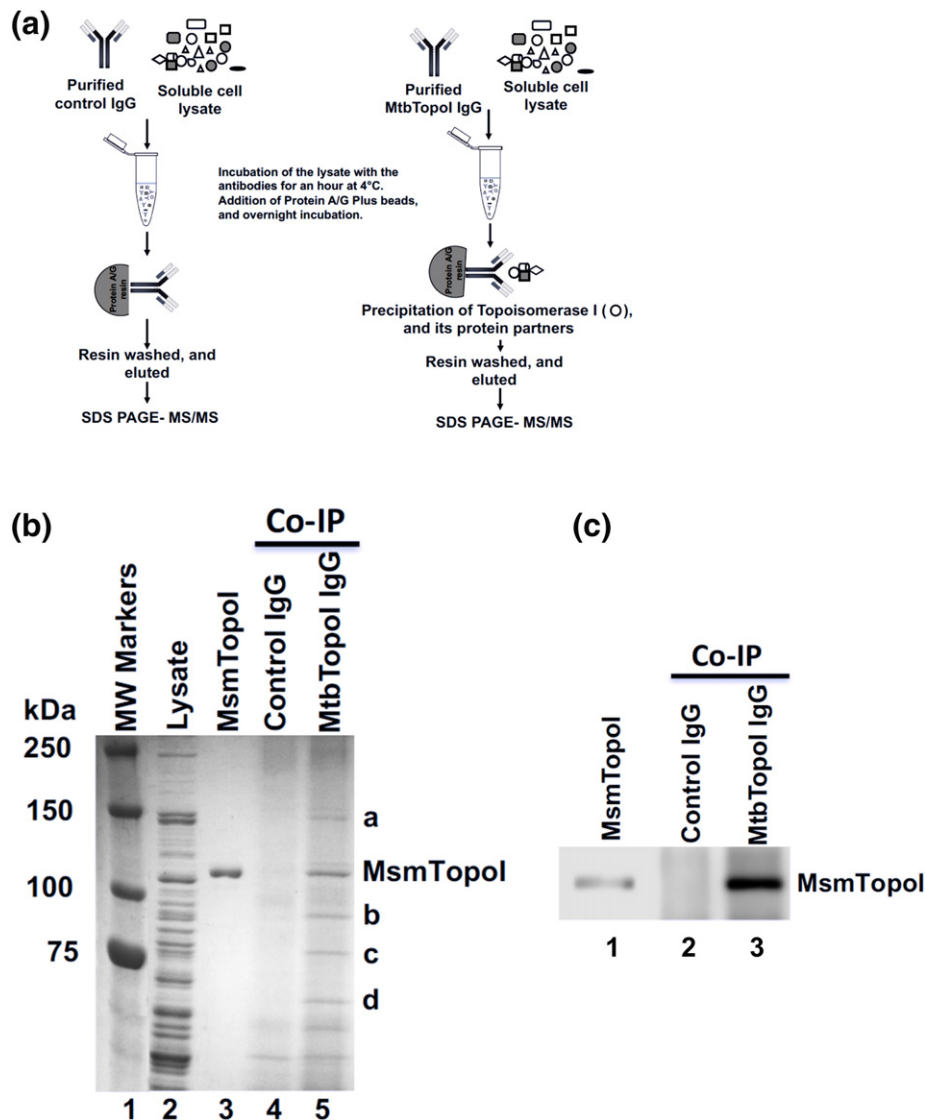 (a)
Purified
control IgG
Soluble cell
lysate
Purified
MtbTopoI IgG
Soluble cell
lysate
Incubation of the lysate with the
antibodies for an hour at 4°C.
Addition of Protein A/G Plus beads,
and overnight incubation.
Protein A/G
resin
Protein A/G
resin
Precipitation of Topoisomerase I (O),
and its protein partners
Resin washed, and
eluted
Resin washed, and
eluted
SDS PAGE- MS/MS
SDS PAGE- MS/MS
(b)
Co-IP
kDa
MW Markers
Lysate
MsmTopoI
Control IgG
MtbTopoI IgG
250
150
100
75
a
MsmTopoI
b
c
d
1 2 3 4 5
(c)
Co-IP
MsmTopoI
Control IgG
MtbTopoI IgG
MsmTopoI
1 2 3